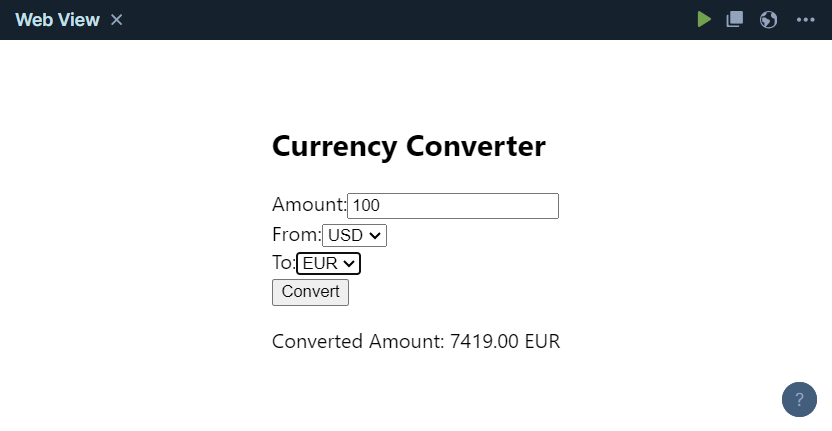 Web View
Currency Converter
Amount: 100
From: USD
To: EUR
Convert
Converted Amount: 7419.00 EUR
?